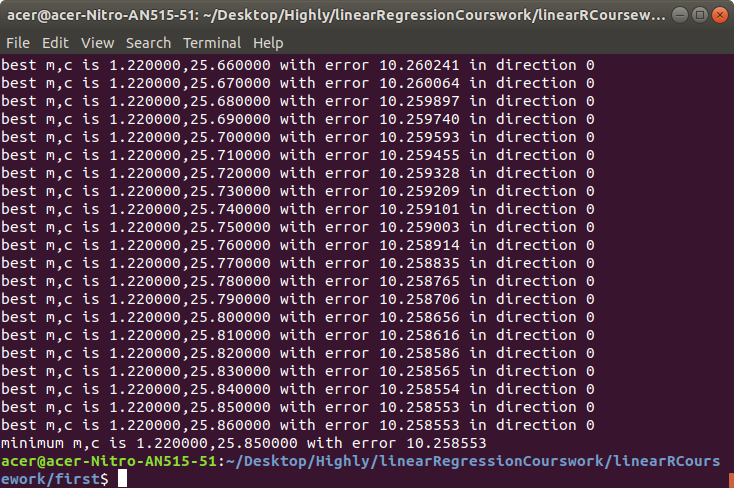 acer@acer-Nitro-AN515-51: ~/Desktop/Highly/linearRegressionCourswork/linearRCoursew...
File Edit View Search Terminal Help
best m,c is 1.220000,25.660000 with error 10.260241 in direction 0
best m,c is 1.220000,25.670000 with error 10.260064 in direction 0
best m,c is 1.220000,25.680000 with error 10.259897 in direction 0
best m,c is 1.220000,25.690000 with error 10.259740 in direction 0
best m,c is 1.220000,25.700000 with error 10.259593 in direction 0
best m,c is 1.220000,25.710000 with error 10.259455 in direction 0
best m,c is 1.220000,25.720000 with error 10.259328 in direction 0
best m,c is 1.220000,25.730000 with error 10.259209 in direction 0
best m,c is 1.220000,25.740000 with error 10.259101 in direction 0
best m,c is 1.220000,25.750000 with error 10.259003 in direction 0
best m,c is 1.220000,25.760000 with error 10.258914 in direction 0
best m,c is 1.220000,25.770000 with error 10.258835 in direction 0
best m,c is 1.220000,25.780000 with error 10.258765 in direction 0
best m,c is 1.220000,25.790000 with error 10.258706 in direction 0
best m,c is 1.220000,25.800000 with error 10.258656 in direction 0
best m,c is 1.220000,25.810000 with error 10.258616 in direction 0
best m,c is 1.220000,25.820000 with error 10.258586 in direction 0
best m,c is 1.220000,25.830000 with error 10.258565 in direction 0
best m,c is 1.220000,25.840000 with error 10.258554 in direction 0
best m,c is 1.220000,25.850000 with error 10.258553 in direction 0
best m,c is 1.220000,25.860000 with error 10.258553 in direction 0
minimum m,c is 1.220000,25.850000 with error 10.258553
acer@acer-Nitro-AN515-51:~/Desktop/Highly/linearRegressionCourswork/linearRCours
ework/first$